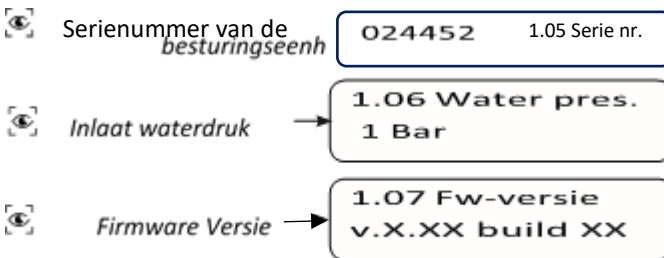 Serienummer van de
besturingseenh
024452 1.05 Serie nr.
Inlaat waterdruk
1.06 Water pres.
1 Bar
Firmware Versie
1.07 Fw-versie
v.X.XX build XX